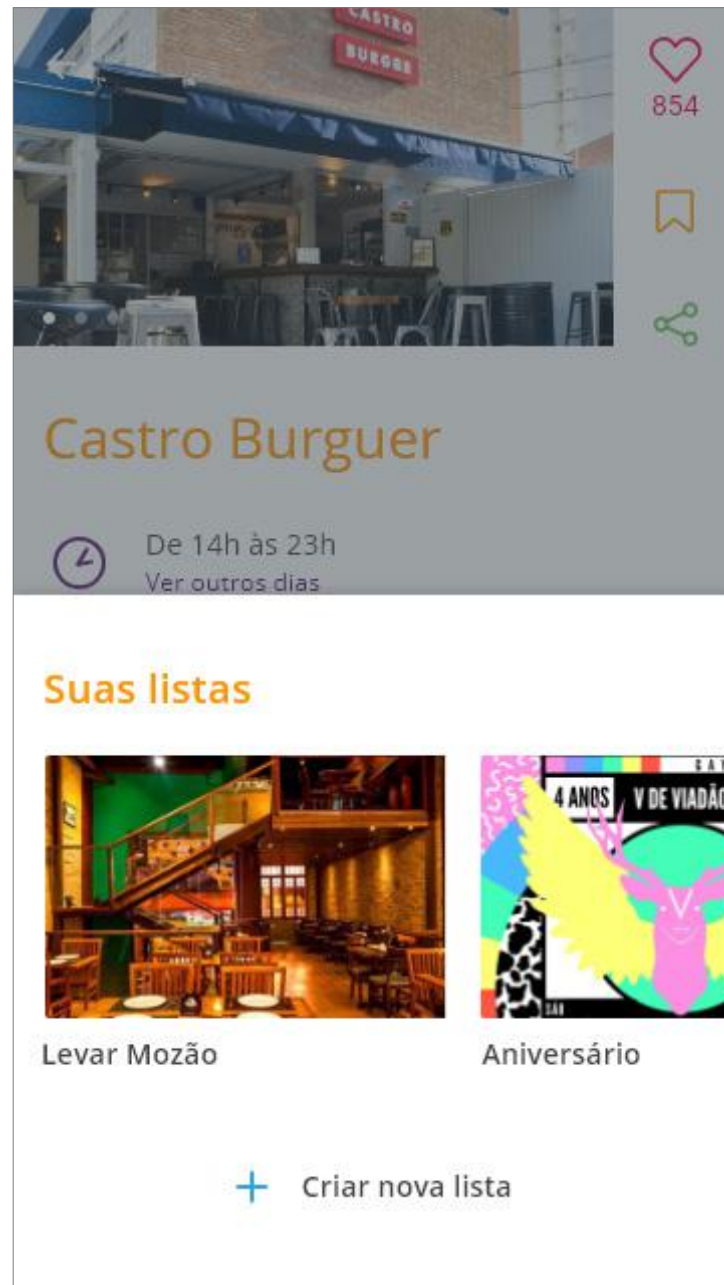 CASTRO
BURGER
854
Castro Burguer
De 14h às 23h
Ver outros dias
Suas listas
4 ANOS V DE VIADÃO
Levar Mozão
Aniversário
Criar nova lista